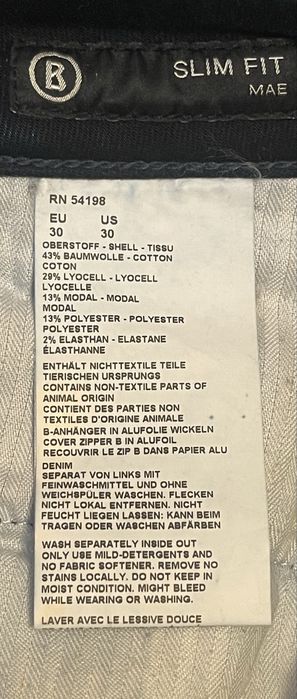 B
SLIM FIT
MAE
RN 54198
EU US
30 30
OBERSTOFF - SHELL - TISSU
43% BAUMWOLLE - COTTON
COTON
29% LYOCELL - LYOCELL
LYOCELLE
13% MODAL - MODAL
MODAL
13% POLYESTER - POLYESTER
POLYESTER
2% ELASTHAN - ELASTANE
ÉLASTHANNE
ENTHÄLT NICHTTEXTILE TEILE
TIERISCHEN URSPRUNGS
CONTAINS NON-TEXTILE PARTS OF
ANIMAL ORIGIN
CONTIENT DES PARTIES NON
TEXTILES D'ORIGINE ANIMALE
B-ANHÄNGER IN ALUFOLIE WICKELN
COVER ZIPPER B IN ALUFOIL
RECOUVRIR LE ZIP B DANS PAPIER ALU
DENIM
SEPARAT VON LINKS MIT
FEINWASCHMITTEL UND OHNE
WEICHSPÜLER WASCHEN. FLECKEN
NICHT LOKAL ENTFERNEN. NICHT
FEUCHT LIEGEN LASSEN: KANN BEIM
TRAGEN ODER WASCHEN ABFÄRBEN
WASH SEPARATELY INSIDE OUT
ONLY USE MILD-DETERGENTS AND
NO FABRIC SOFTENER. REMOVE NO
STAINS LOCALLY. DO NOT KEEP IN
MOIST CONDITION. MIGHT BLEED
WHILE WEARING OR WASHING.
LAVER AVEC LE LESSIVE DOUCE